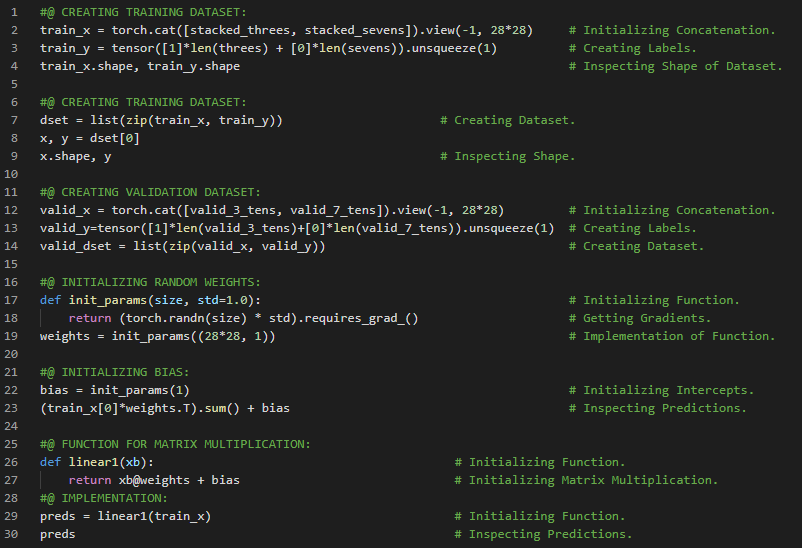 1 #@ CREATING TRAINING DATASET:
2 train_x = torch.cat([stacked_threes, stacked_sevens]).view(-1, 28*28) # Initializing Concatenation.
3 train_y = tensor([1]*len(threes) + [0]*len(sevens)).unsqueeze(1) # Creating Labels.
4 train_x.shape, train_y.shape # Inspecting Shape of Dataset.
5
6 #@ CREATING TRAINING DATASET:
7 dset = list(zip(train_x, train_y)) # Creating Dataset.
8 x, y = dset[0]
9 x.shape, y # Inspecting Shape.
10
11 #@ CREATING VALIDATION DATASET:
12 valid_x = torch.cat([valid_3_tens, valid_7_tens]).view(-1, 28*28) # Initializing Concatenation.
13 valid_y=tensor([1]*len(valid_3_tens)+[0]*len(valid_7_tens)).unsqueeze(1) # Creating Labels.
14 valid_dset = list(zip(valid_x, valid_y)) # Creating Dataset.
15
16 #@ INITIALIZING RANDOM WEIGHTS:
17 def init_params(size, std=1.0): # Initializing Function.
18 return (torch.randn(size) * std).requires_grad_() # Getting Gradients.
19 weights = init_params((28*28, 1)) # Implementation of Function.
20
21 #@ INITIALIZING BIAS:
22 bias = init_params(1) # Initializing Intercepts.
23 (train_x[0]*weights.T).sum() + bias # Inspecting Predictions.
24
25 #@ FUNCTION FOR MATRIX MULTIPLICATION:
26 def linear1(xb): # Initializing Function.
27 return xb@weights + bias # Initializing Matrix Multiplication.
28 #@ IMPLEMENTATION:
29 preds = linear1(train_x) # Initializing Function.
30 preds # Inspecting Predictions.